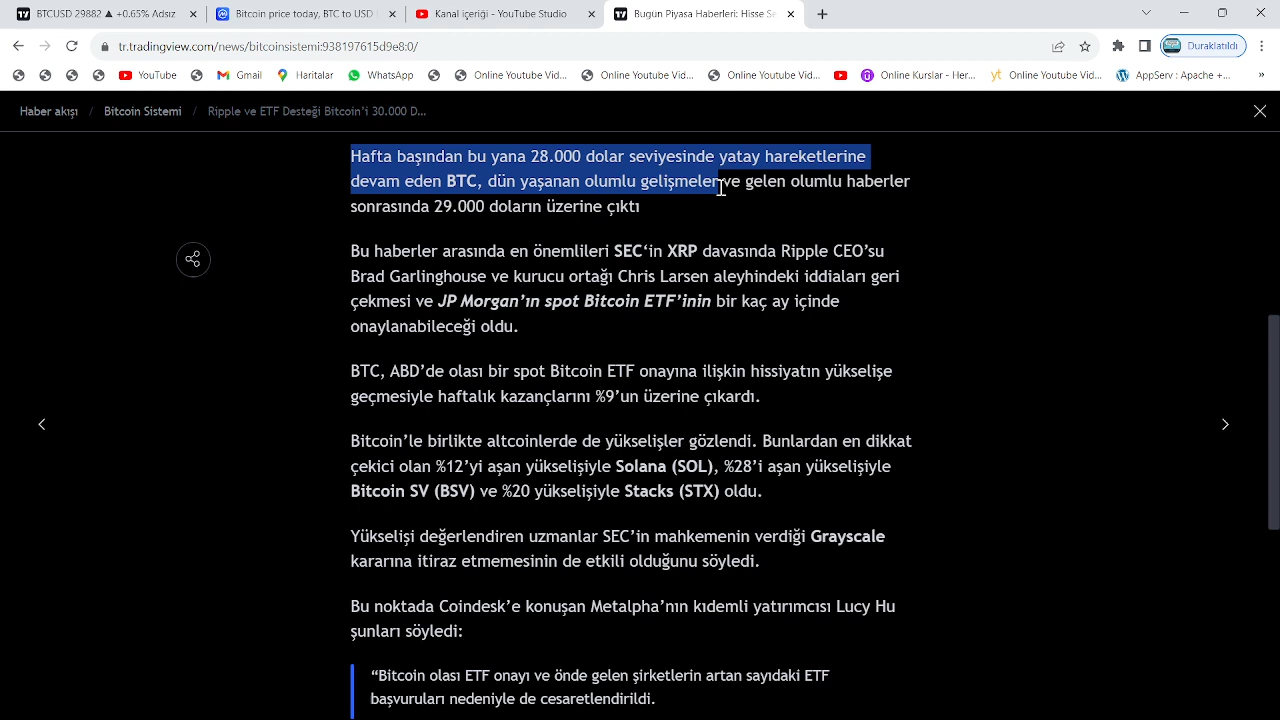 BTCUSD 29882 ▲ +0.65% Adsız
Bitcoin price today, BTC to USD
Kanal içeriği - YouTube Studio
Bugün Piyasa Haberleri: Hisse Se
tr.tradingview.com/news/bitcoinsistemi:938197615d9e8:0/
Duraklatıldı
YouTube
Gmail
Haritalar
WhatsApp
Online Youtube Vid...
Online Youtube Vid...
Online Youtube Vid...
Online Kurslar - Her...
yt Online Youtube Vid...
AppServ : Apache +...
»
Haber akışı / Bitcoin Sistemi / Ripple ve ETF Desteği Bitcoin’i 30.000 D...
Hafta başından bu yana 28.000 dolar seviyesinde yatay hareketlerine
devam eden BTC, dün yaşanan olumlu gelişmeler ve gelen olumlu haberler
sonrasında 29.000 doların üzerine çıktı
Bu haberler arasında en önemlileri SEC‘in XRP davasında Ripple CEO’su
Brad Garlinghouse ve kurucu ortağı Chris Larsen aleyhindeki iddiaları geri
çekmesi ve JP Morgan’ın spot Bitcoin ETF’inin bir kaç ay içinde
onaylanabileceği oldu.
BTC, ABD’de olası bir spot Bitcoin ETF onayına ilişkin hissiyatın yükselişe
geçmesiyle haftalık kazançlarını %9’un üzerine çıkardı.
Bitcoin’le birlikte altcoinlerde de yükselişler gözlendi. Bunlardan en dikkat
çekici olan %12’yi aşan yükselişiyle Solana (SOL), %28’i aşan yükselişiyle
Bitcoin SV (BSV) ve %20 yükselişiyle Stacks (STX) oldu.
Yükselişi değerlendiren uzmanlar SEC’in mahkemenin verdiği Grayscale
kararına itiraz etmemesinin de etkili olduğunu söyledi.
Bu noktada Coindesk’e konuşan Metalpha’nın kıdemli yatırımcısı Lucy Hu
şunları söyledi:
“Bitcoin olası ETF onayı ve önde gelen şirketlerin artan sayıdaki ETF
başvuruları nedeniyle de cesaretlendirildi.